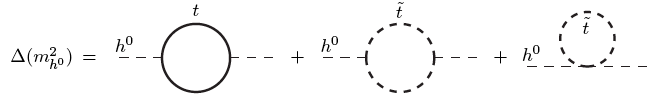 Δ(m²_{h⁰}) = h⁰ t + h⁰ t̃ + h⁰ t̃